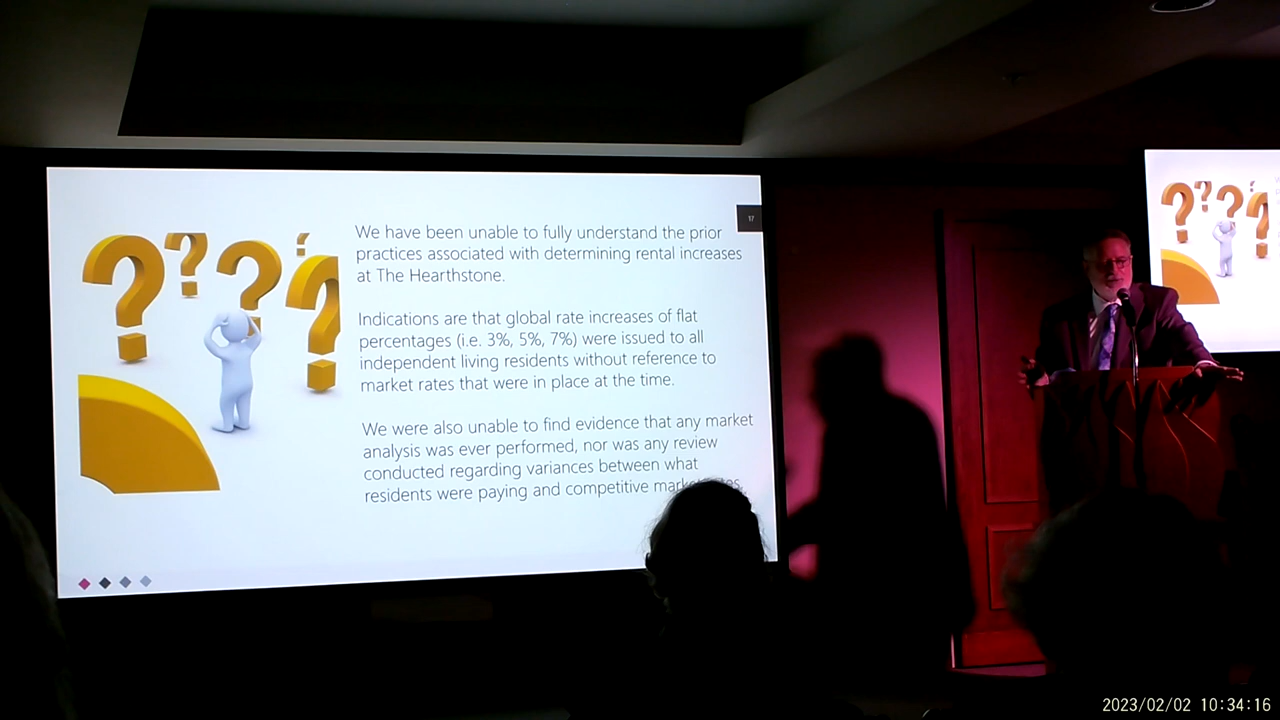 17
We have been unable to fully understand the prior
practices associated with determining rental increases
at The Hearthstone.
Indications are that global rate increases of flat
percentages (i.e. 3%, 5%, 7%) were issued to all
independent living residents without reference to
market rates that were in place at the time.
We were also unable to find evidence that any market
analysis was ever performed, nor was any review
conducted regarding variances between what
residents were paying and competitive
2023/02/02 10:34:16